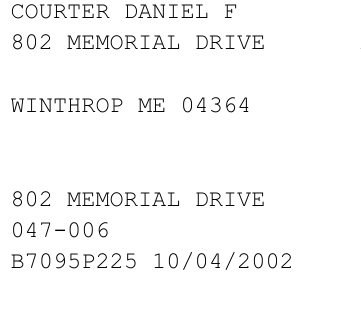 COURTER DANIEL F
802 MEMORIAL DRIVE
WINTHROP ME 04364
802 MEMORIAL DRIVE
047-006
B7095P225 10/04/2002